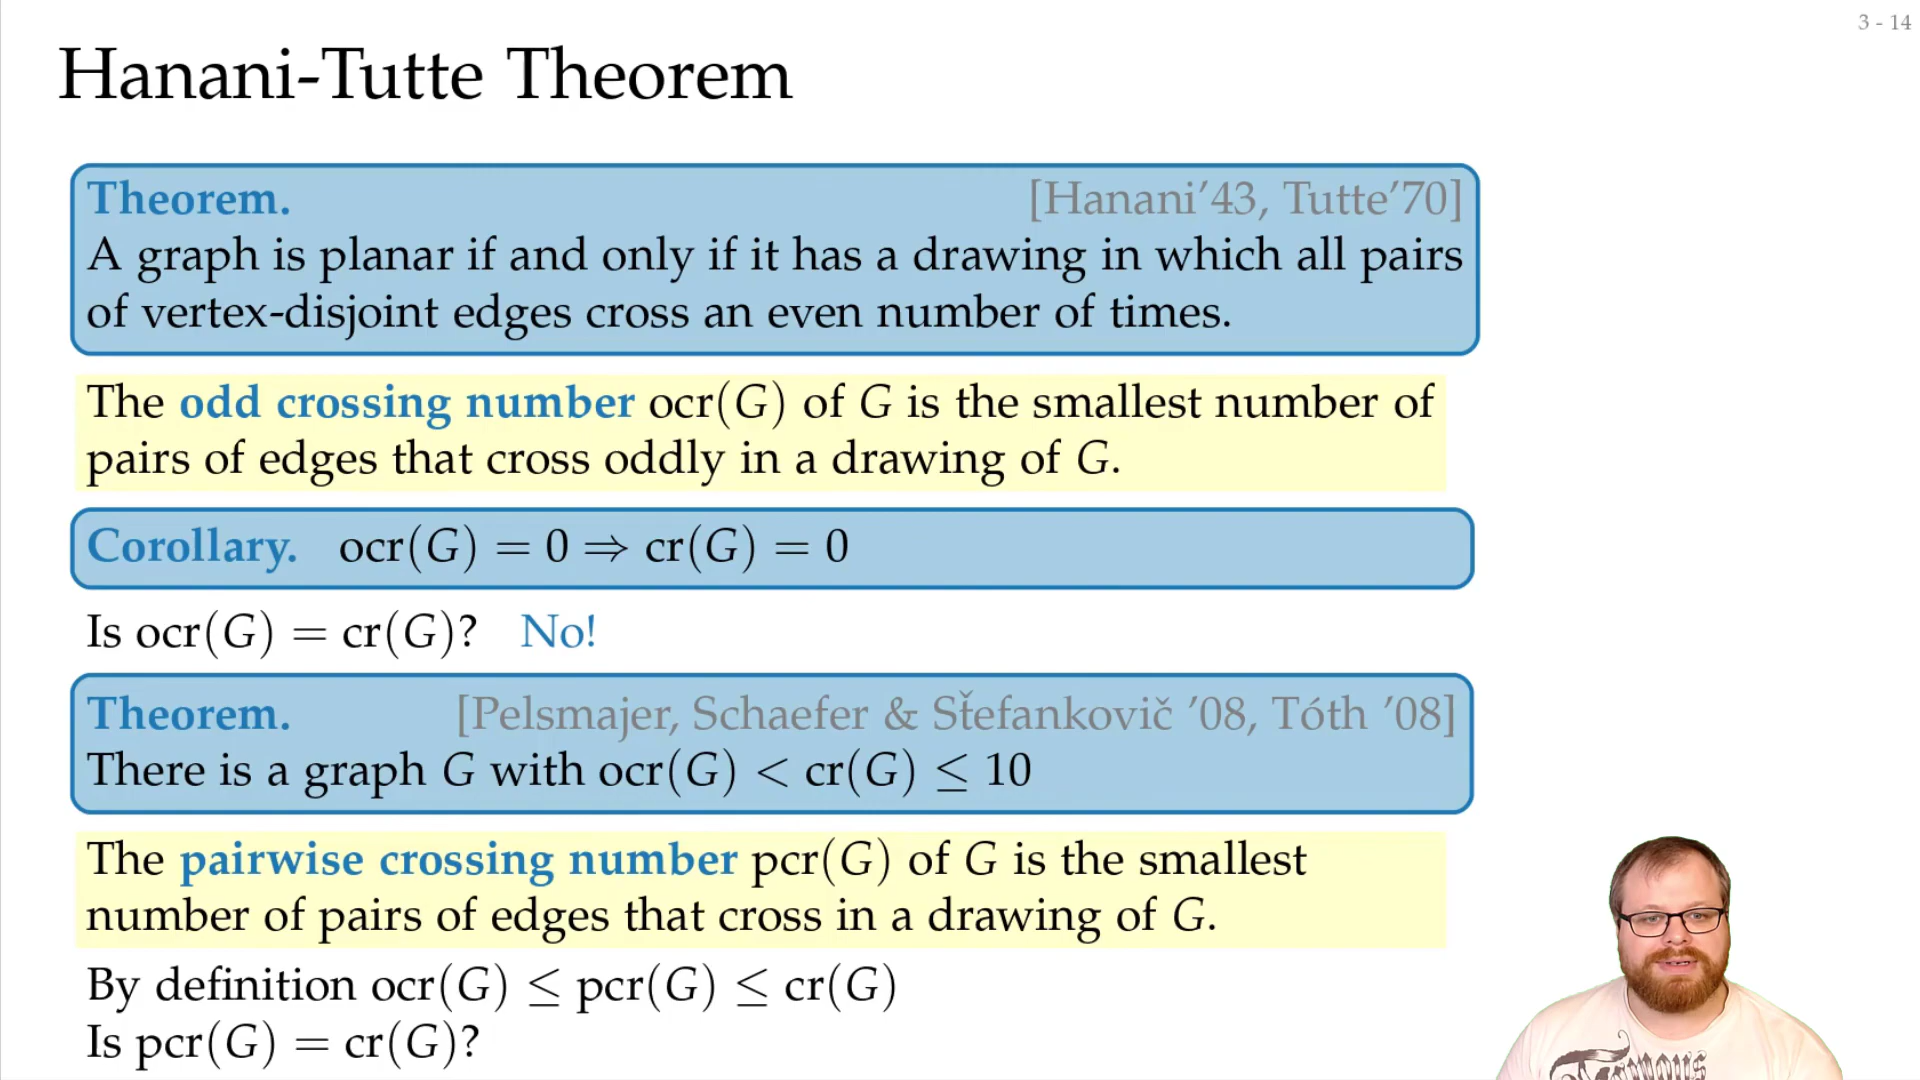 3 - 14
Hanani-Tutte Theorem
Theorem. [Hanani’43, Tutte’70]
A graph is planar if and only if it has a drawing in which all pairs
of vertex-disjoint edges cross an even number of times.
The odd crossing number ocr(G) of G is the smallest number of
pairs of edges that cross oddly in a drawing of G.
Corollary. ocr(G) = 0 ⇒ cr(G) = 0
Is ocr(G) = cr(G)? No!
Theorem. [Pelsmajer, Schaefer & Št̆efankovič ’08, Tóth ’08]
There is a graph G with ocr(G) < cr(G) ≤ 10
The pairwise crossing number pcr(G) of G is the smallest
number of pairs of edges that cross in a drawing of G.
By definition ocr(G) ≤ pcr(G) ≤ cr(G)
Is pcr(G) = cr(G)?